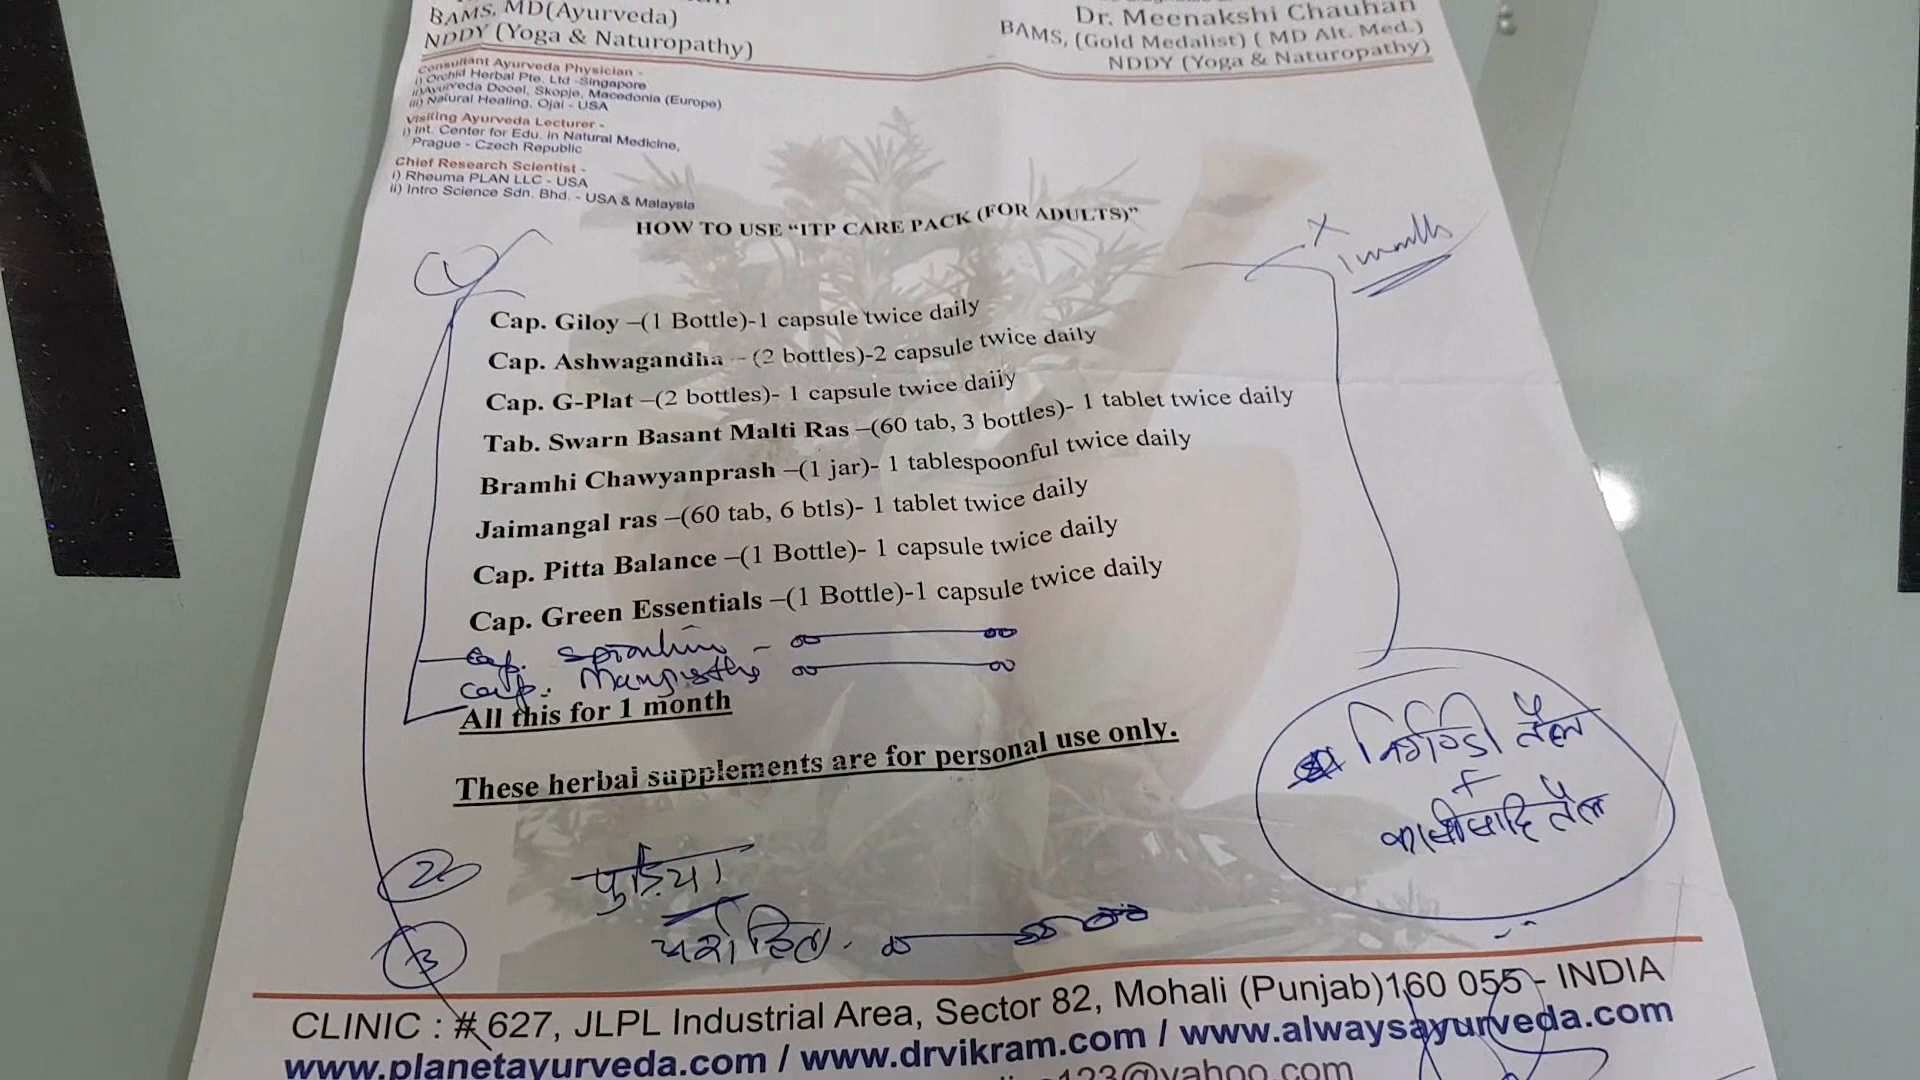 BAMS, MD(Ayurveda)
NDDY (Yoga & Naturopathy)
Dr. Meenakshi Chauhan
BAMS, (Gold Medalist) ( MD Alt. Med.)
NDDY (Yoga & Naturopathy)
Consultant Ayurveda Physician -
i) Orchid Herbal Pte. Ltd -Singapore
ii)Ayurveda Dooel, Skopje, Macedonia (Europe)
iii) Natural Healing, Ojai - USA
Visiting Ayurveda Lecturer -
i) Int. Center for Edu. in Natural Medicine,
Prague - Czech Republic
Chief Research Scientist -
i) Rheuma PLAN LLC - USA
ii) Intro Science Sdn. Bhd. - USA & Malaysia
HOW TO USE “ITP CARE PACK (FOR ADULTS)”
1
x
1 month
Cap. Giloy –(1 Bottle)-1 capsule twice daily
Cap. Ashwagandha – (2 bottles)-2 capsule twice daily
Cap. G-Plat –(2 bottles)- 1 capsule twice daily
Tab. Swarn Basant Malti Ras –(60 tab, 3 bottles)- 1 tablet twice daily
Bramhi Chawyanprash –(1 jar)- 1 tablespoonful twice daily
Jaimangal ras –(60 tab, 6 btls)- 1 tablet twice daily
Cap. Pitta Balance –(1 Bottle)- 1 capsule twice daily
Cap. Green Essentials –(1 Bottle)-1 capsule twice daily
Cap.
Cap.
All this for 1 month
These herbal supplements are for personal use only.
तैल
+
तैल
2
पुड़िया
3
CLINIC : # 627, JLPL Industrial Area, Sector 82, Mohali (Punjab)160 055 - INDIA
www.planetayurveda.com / www.drvikram.com / www.alwaysayurveda.com
123@yahoo.com